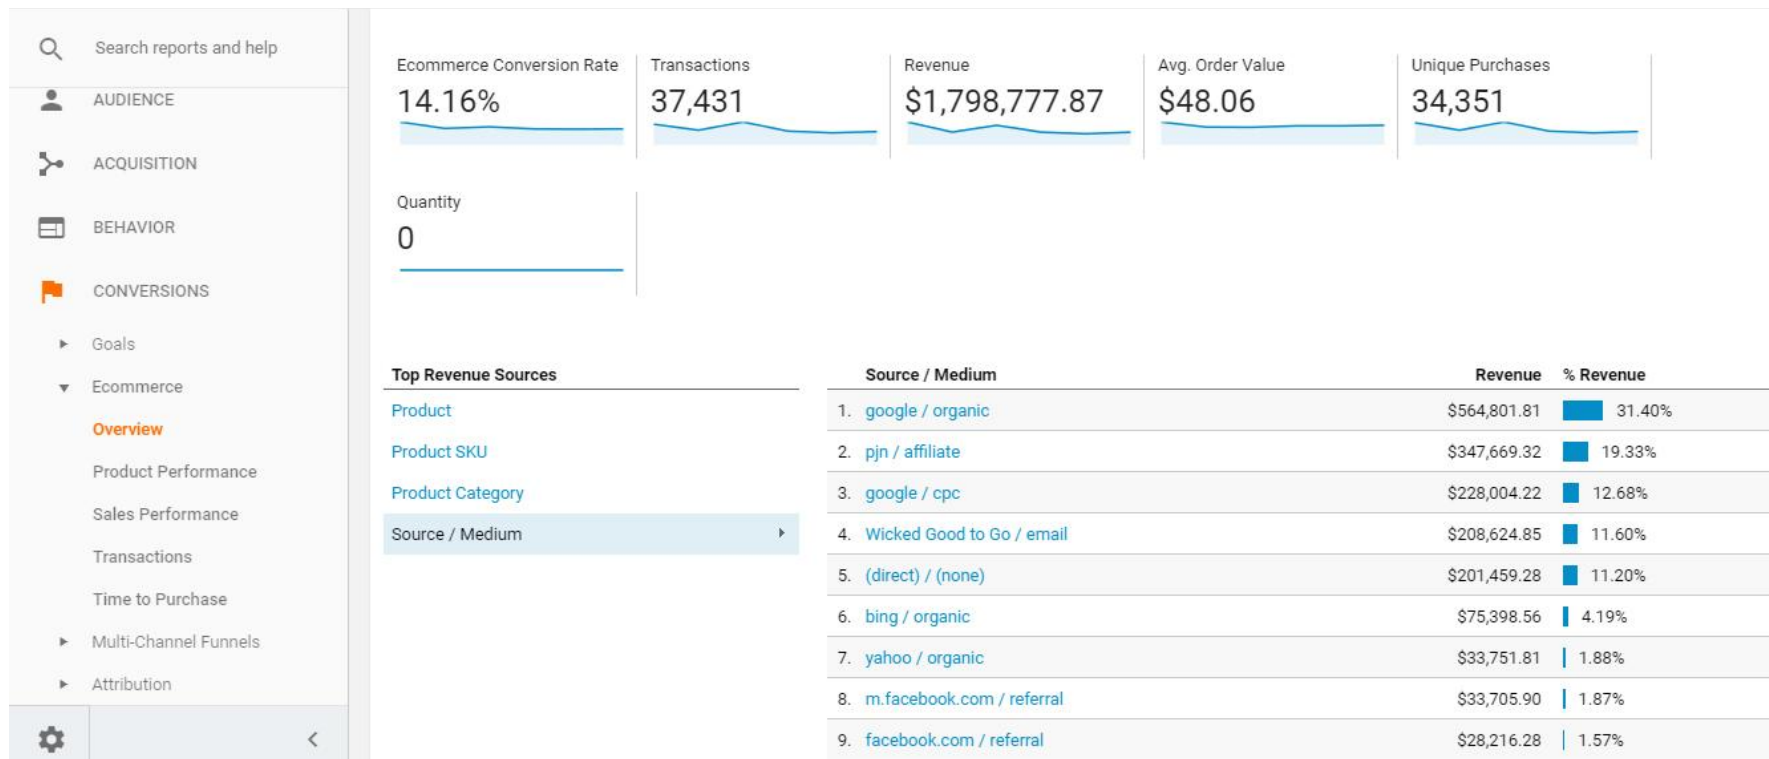 Search reports and help
AUDIENCE
ACQUISITION
BEHAVIOR
CONVERSIONS
Goals
Ecommerce
Overview
Product Performance
Sales Performance
Transactions
Time to Purchase
Multi-Channel Funnels
Attribution
Ecommerce Conversion Rate
14.16%
Transactions
37,431
Revenue
$1,798,777.87
Avg. Order Value
$48.06
Unique Purchases
34,351
Quantity
0
Top Revenue Sources
Product
Product SKU
Product Category
Source / Medium
Source / Medium Revenue % Revenue
1. google / organic $564,801.81 31.40%
2. pjn / affiliate $347,669.32 19.33%
3. google / cpc $228,004.22 12.68%
4. Wicked Good to Go / email $208,624.85 11.60%
5. (direct) / (none) $201,459.28 11.20%
6. bing / organic $75,398.56 4.19%
7. yahoo / organic $33,751.81 1.88%
8. m.facebook.com / referral $33,705.90 1.87%
9. facebook.com / referral $28,216.28 1.57%